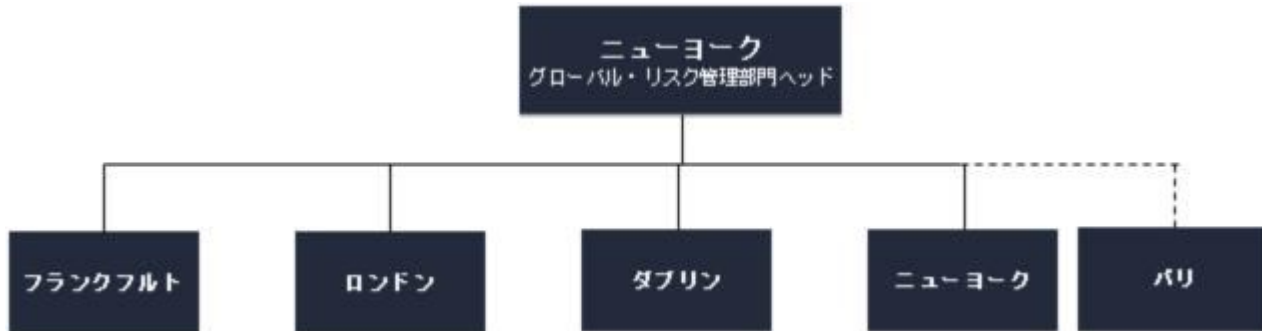 ニューヨーク
グローバル・リスク管理部門ヘッド
フランクフルト
ロンドン
ダブリン
ニューヨーク
パリ